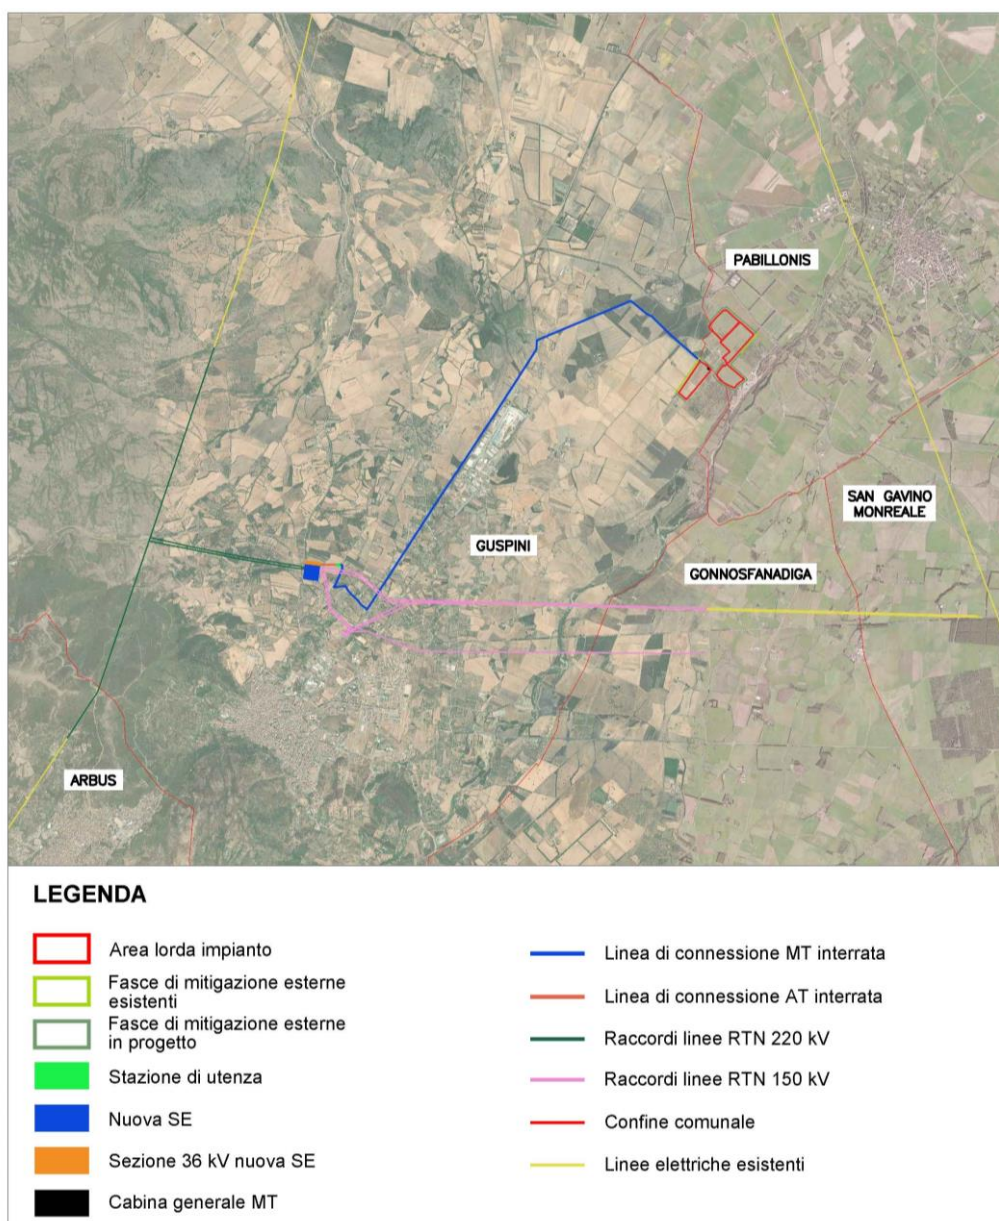 PABILLONIS
SAN GAVINO
MONREALE
GUSPINI
GONNOSFANADIGA
ARBUS
LEGENDA
Area lorda impianto
Fasce di mitigazione esterne
esistenti
Fasce di mitigazione esterne
in progetto
Stazione di utenza
Nuova SE
Sezione 36 kV nuova SE
Cabina generale MT
Linea di connessione MT interrata
Linea di connessione AT interrata
Raccordi linee RTN 220 kV
Raccordi linee RTN 150 kV
Confine comunale
Linee elettriche esistenti